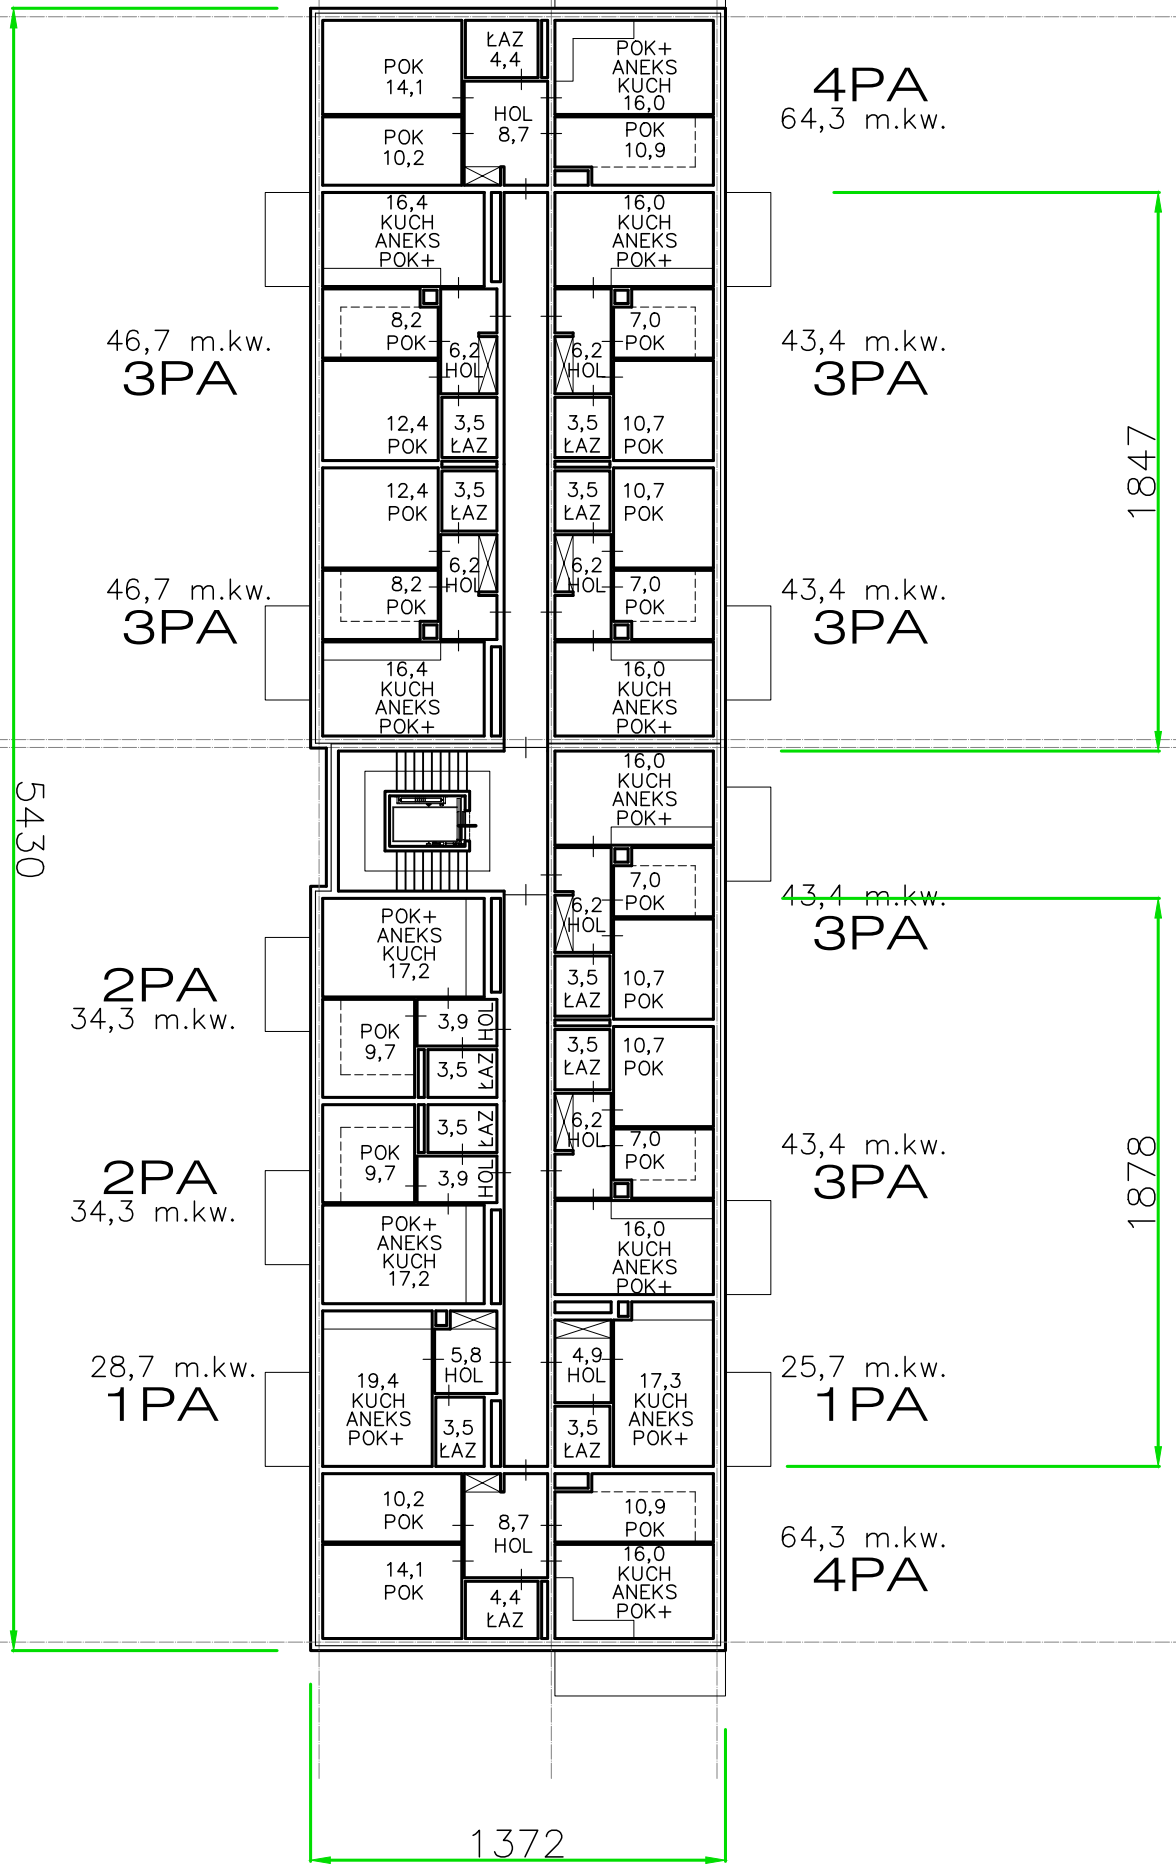 ŁAZ
4,4
POK
14,1
POK+
ANEKS
KUCH
16,0
4PA
64,3 m.kw.
HOL
8,7
POK
10,2
POK
10,9
16,4
KUCH
ANEKS
POK+
16,0
KUCH
ANEKS
POK+
46,7 m.kw.
3PA
8,2
POK
6,2
HOL
6,2
HOL
7,0
POK
43,4 m.kw.
3PA
12,4
POK
3,5
ŁAZ
3,5
ŁAZ
10,7
POK
1847
12,4
POK
3,5
ŁAZ
3,5
ŁAZ
10,7
POK
46,7 m.kw.
3PA
8,2
POK
6,2
HOL
6,2
HOL
7,0
POK
43,4 m.kw.
3PA
16,4
KUCH
ANEKS
POK+
16,0
KUCH
ANEKS
POK+
5430
16,0
KUCH
ANEKS
POK+
6,2
HOL
7,0
POK
43,4 m.kw.
3PA
POK+
ANEKS
KUCH
17,2
2PA
34,3 m.kw.
POK
9,7
3,9
HOL
3,5
ŁAZ
3,5
ŁAZ
10,7
POK
3,5
ŁAZ
10,7
POK
2PA
34,3 m.kw.
POK
9,7
3,5
ŁAZ
3,9
HOL
6,2
HOL
7,0
POK
43,4 m.kw.
3PA
1878
POK+
ANEKS
KUCH
17,2
16,0
KUCH
ANEKS
POK+
28,7 m.kw.
1PA
19,4
KUCH
ANEKS
POK+
5,8
HOL
3,5
ŁAZ
4,9
HOL
3,5
ŁAZ
17,3
KUCH
ANEKS
POK+
25,7 m.kw.
1PA
10,2
POK
8,7
HOL
10,9
POK
14,1
POK
4,4
ŁAZ
16,0
KUCH
ANEKS
POK+
64,3 m.kw.
4PA
1372